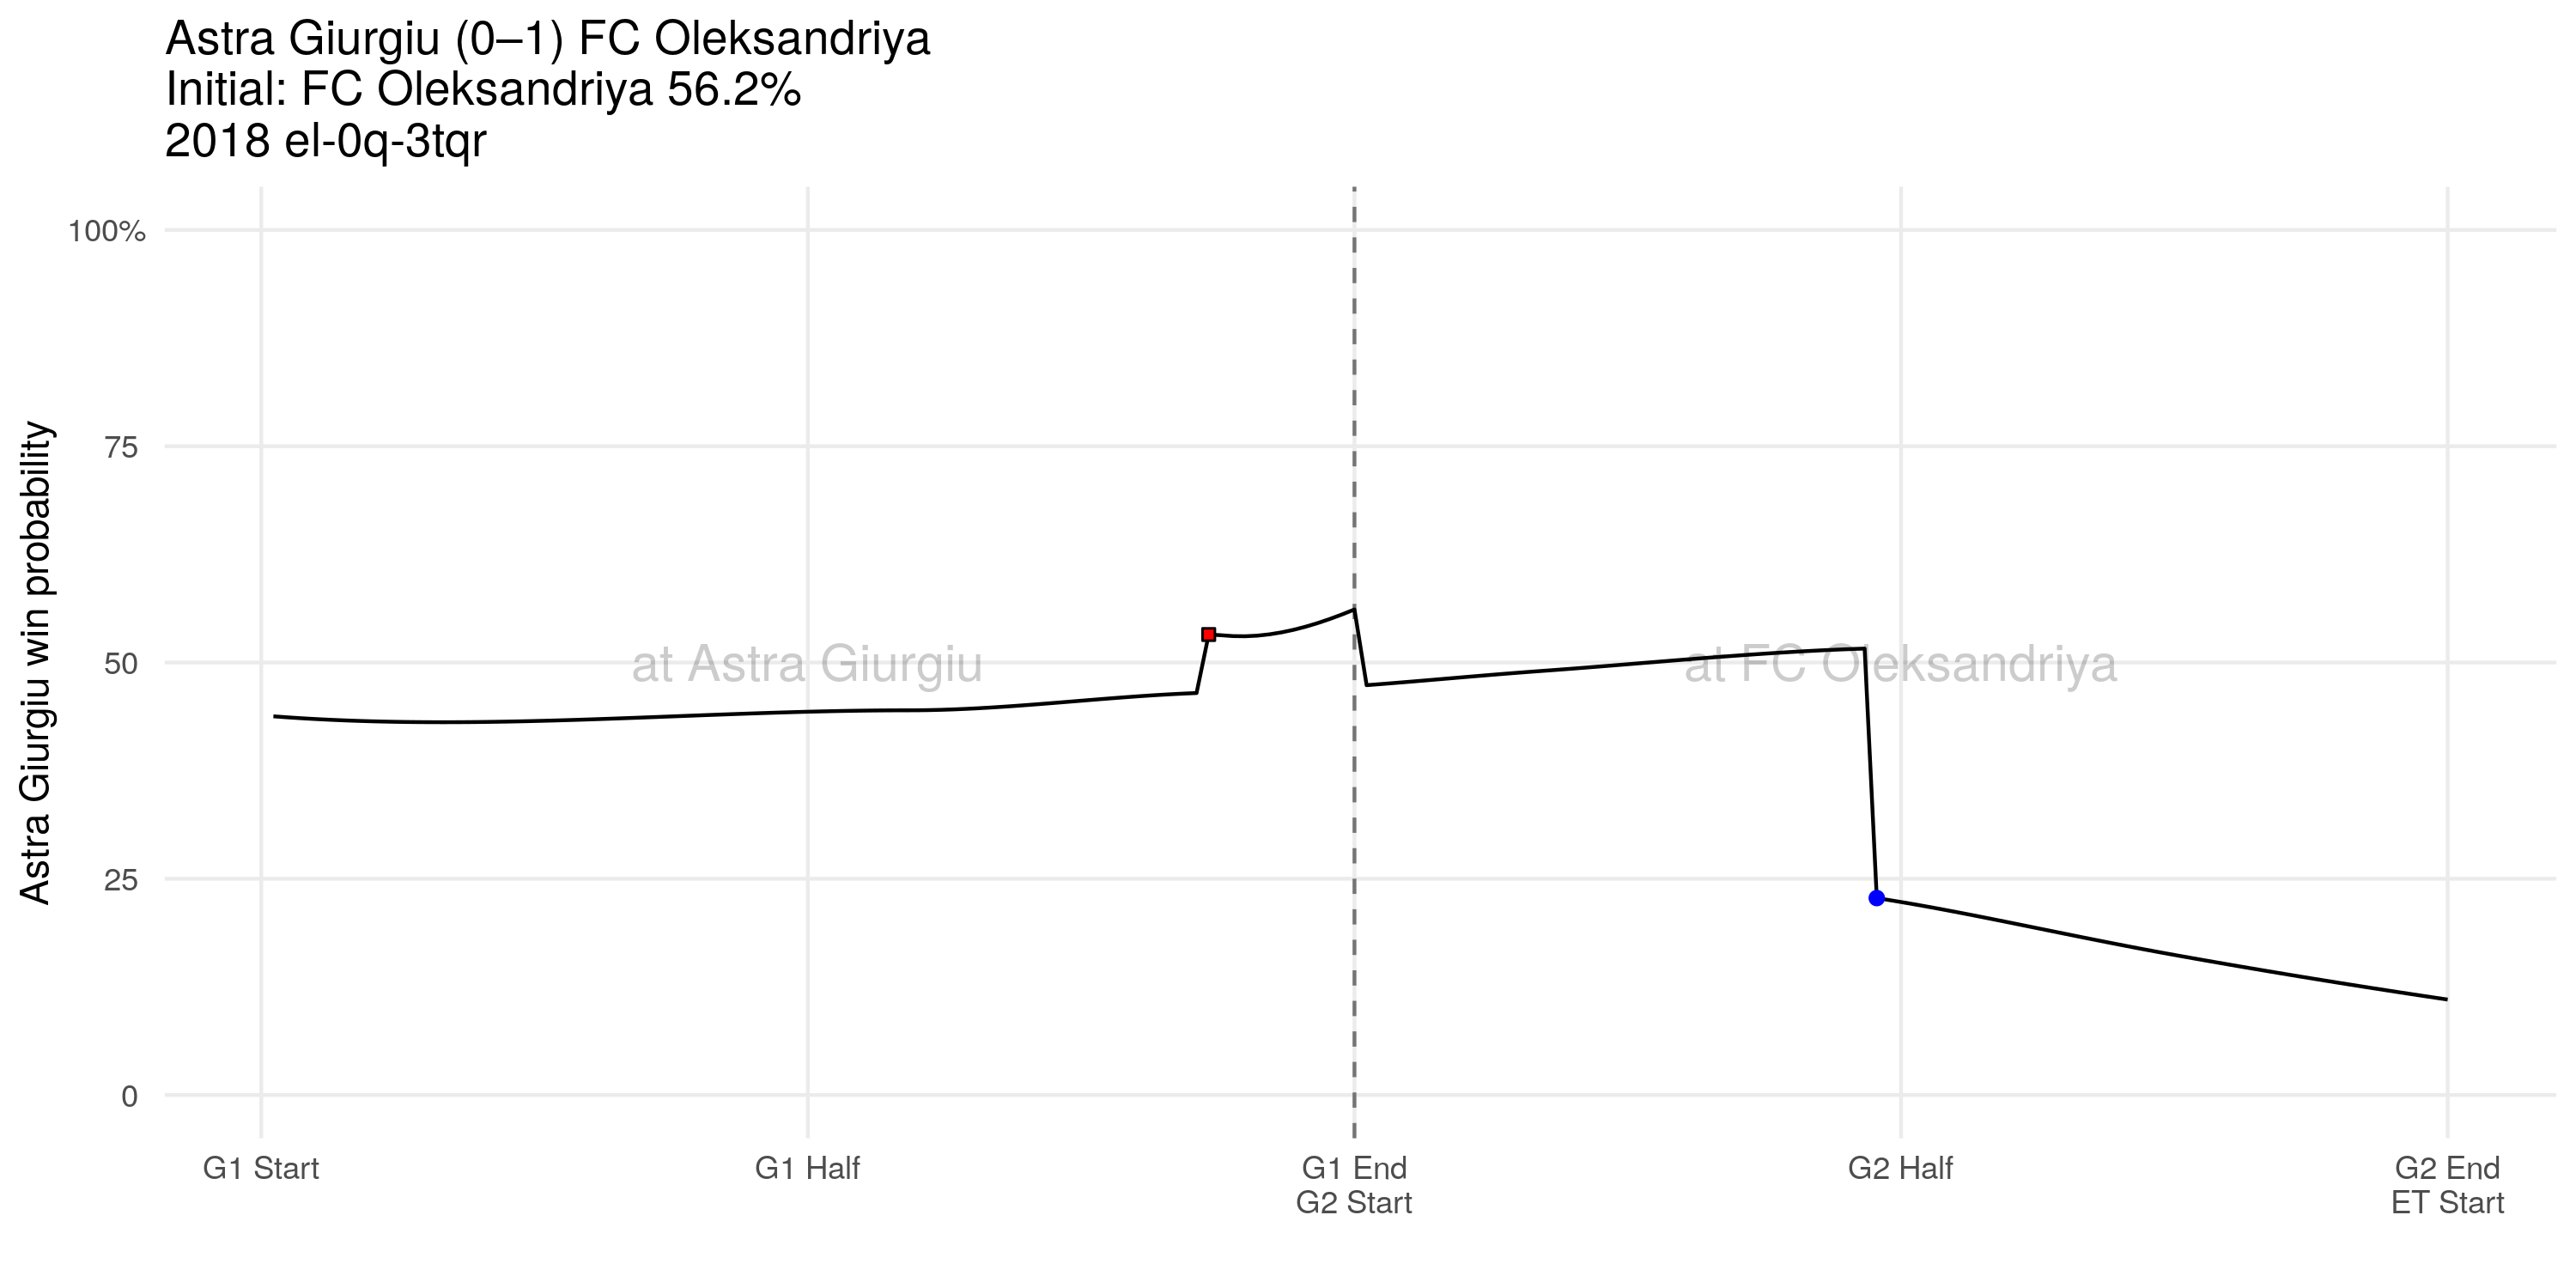 Astra Giurgiu (0–1) FC Oleksandriya
Initial: FC Oleksandriya 56.2%
2018 el-0q-3tqr
Astra Giurgiu win probability
100%
75
50
25
0
at Astra Giurgiu
at FC Oleksandriya
G1 Start
G1 Half
G1 End
G2 Start
G2 Half
G2 End
ET Start